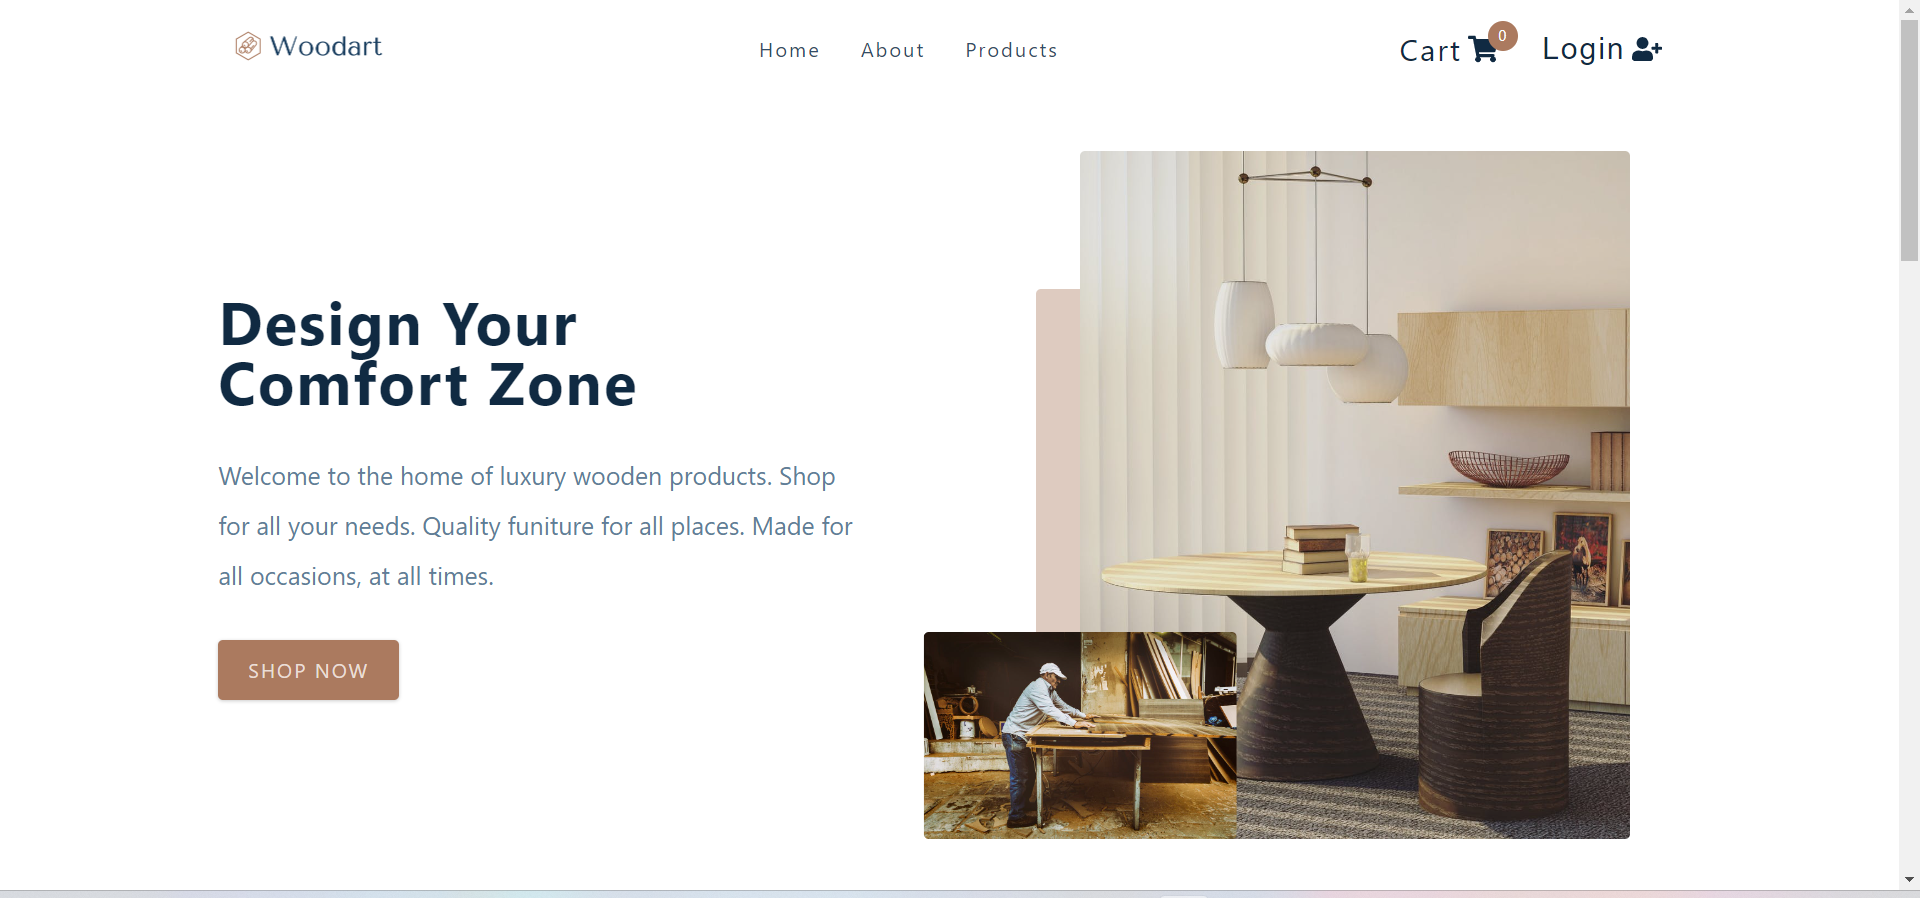 Woodart
Home About Products
Cart 0 Login
Design Your
Comfort Zone
Welcome to the home of luxury wooden products. Shop
for all your needs. Quality funiture for all places. Made for
all occasions, at all times.
SHOP NOW